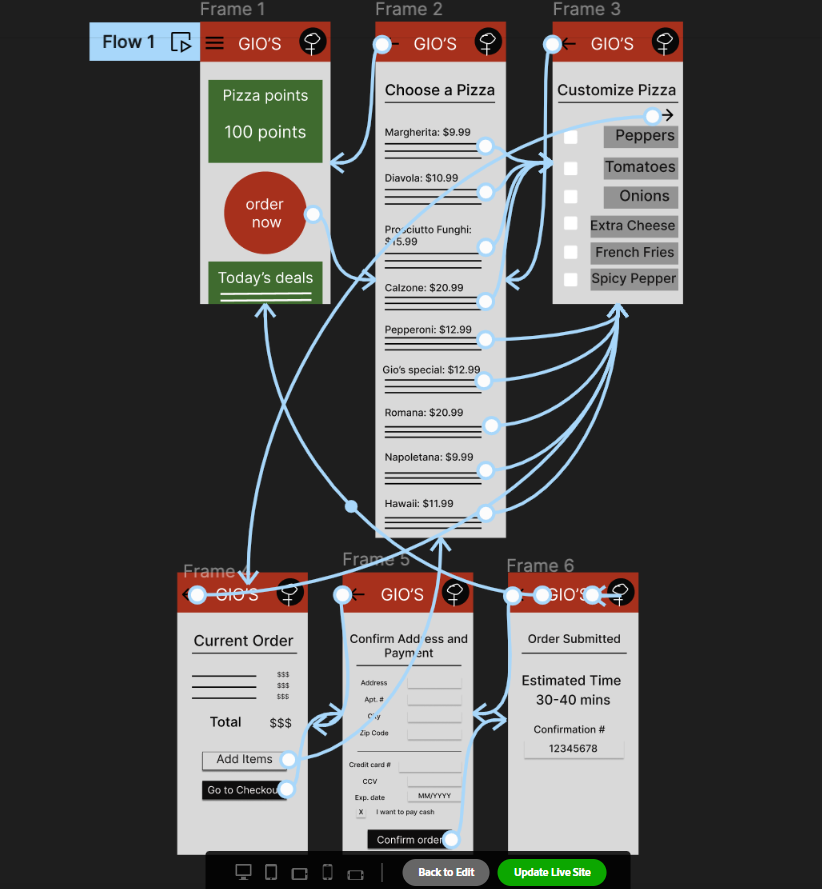 Frame 1
Flow 1
GIO'S
Pizza points
100 points
order
now
Today's deals
Frame 2
GIO'S
Choose a Pizza
Margherita: $9.99
Diavola: $10.99
Prosciutto Funghi:
$15.99
Calzone: $20.99
Pepperoni: $12.99
Gio's special: $12.99
Romana: $20.99
Napoletana: $9.99
Hawaii: $11.99
Frame 3
GIO'S
Customize Pizza
Peppers
Tomatoes
Onions
Extra Cheese
French Fries
Spicy Pepper
Frame 4
GIO'S
Current Order
$$$
$$$
$$$
Total $$$
Add Items
Go to Checkout
Frame 5
GIO'S
Confirm Address and
Payment
Address
Apt. #
City
Zip Code
Credit card #
CCV
Exp. date MM/YYYY
X I want to pay cash
Confirm order
Frame 6
GIO'S
Order Submitted
Estimated Time
30-40 mins
Confirmation #
12345678
Back to Edit
Update Live Site